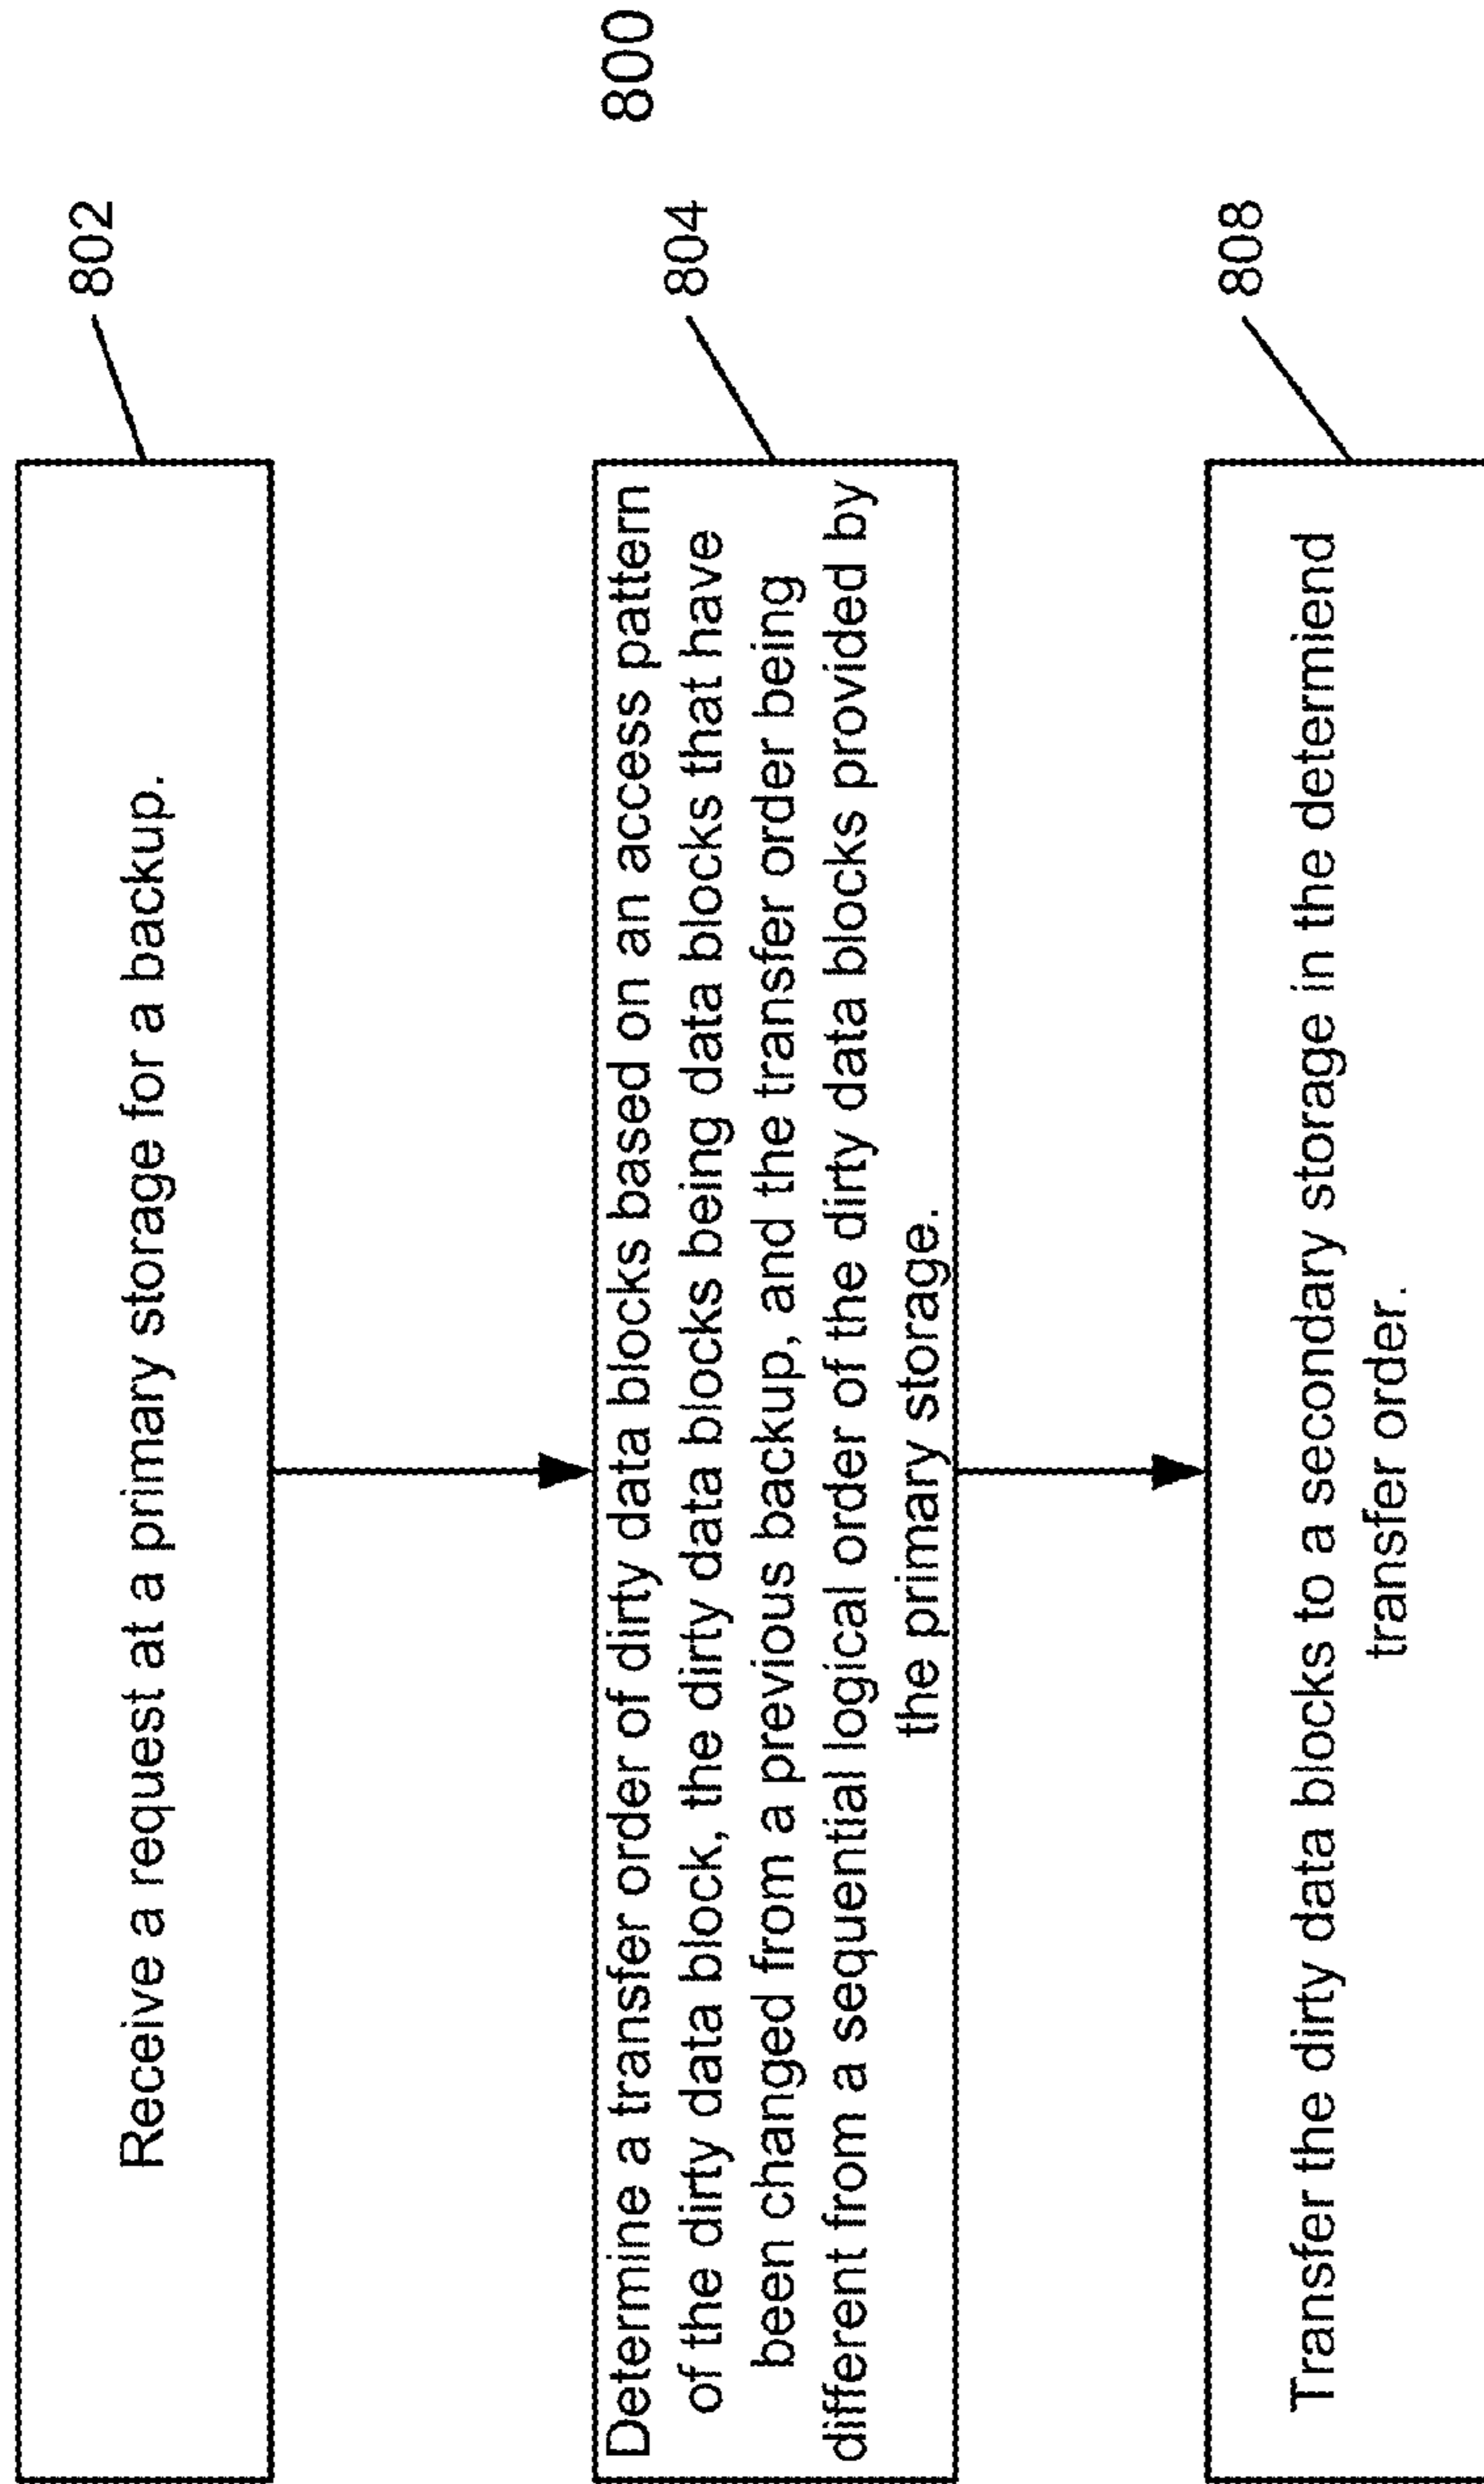 800
802
Receive a request at a primary storage for a backup.
804
Determine a transfer order of dirty data blocks based on an access pattern
of the dirty data block, the dirty data blocks being data blocks that have
been changed from a previous backup, and the transfer order being
different from a sequential logical order of the dirty data blocks provided by
the primary storage.
808
Transfer the dirty data blocks to a secondary storage in the determiend
transfer order.